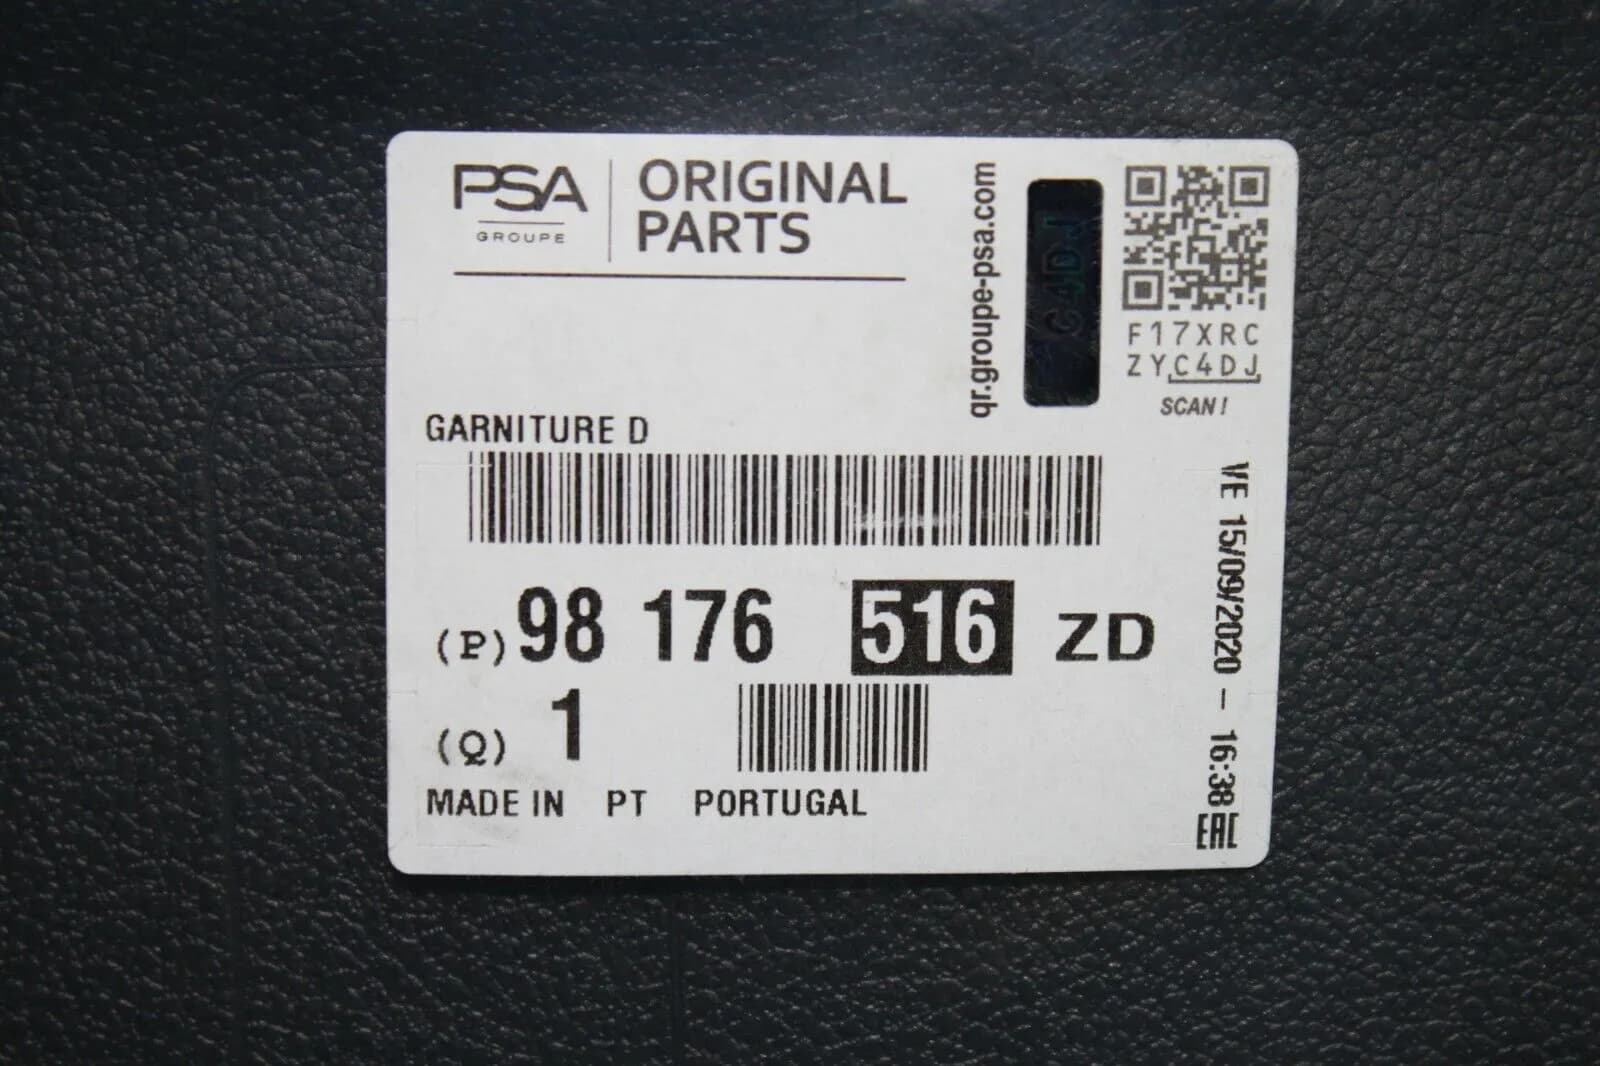 PSA
GROUPE
ORIGINAL
PARTS
qr.groupe-psa.com
C4DJ
F17XRC
ZYC4DJ
SCAN!
GARNITURE D
(P) 98 176 516 ZD
(Q) 1
MADE IN PT PORTUGAL
VE 15/09/2020 - 16:38
EAC